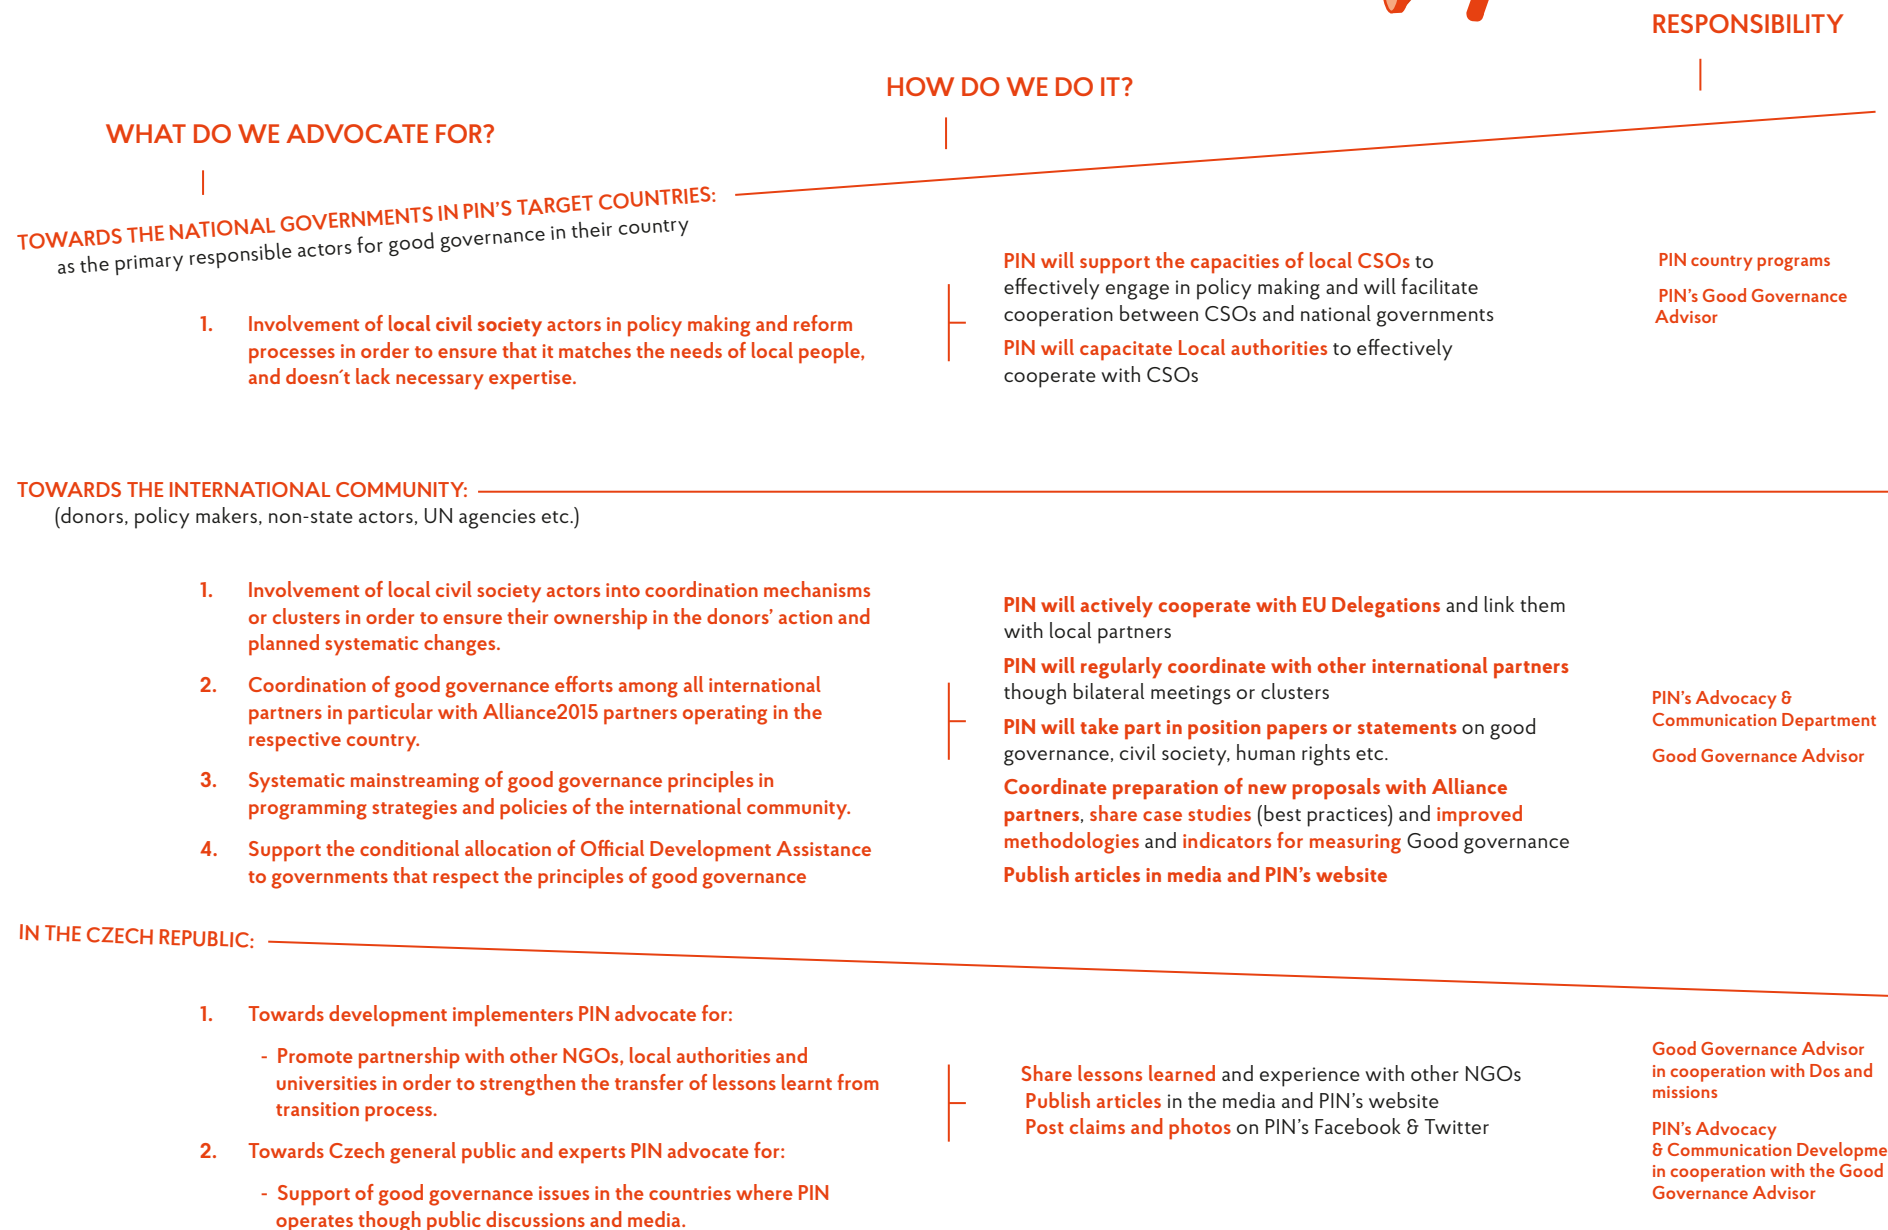 RESPONSIBILITY
HOW DO WE DO IT?
WHAT DO WE ADVOCATE FOR?
TOWARDS THE NATIONAL GOVERNMENTS IN PIN’S TARGET COUNTRIES:
as the primary responsible actors for good governance in their country
1. Involvement of local civil society actors in policy making and reform
processes in order to ensure that it matches the needs of local people,
and doesn´t lack necessary expertise.
PIN will support the capacities of local CSOs to
effectively engage in policy making and will facilitate
cooperation between CSOs and national governments
PIN will capacitate Local authorities to effectively
cooperate with CSOs
PIN country programs
PIN’s Good Governance
Advisor
TOWARDS THE INTERNATIONAL COMMUNITY:
(donors, policy makers, non-state actors, UN agencies etc.)
1. Involvement of local civil society actors into coordination mechanisms
or clusters in order to ensure their ownership in the donors’ action and
planned systematic changes.
2. Coordination of good governance efforts among all international
partners in particular with Alliance2015 partners operating in the
respective country.
3. Systematic mainstreaming of good governance principles in
programming strategies and policies of the international community.
4. Support the conditional allocation of Official Development Assistance
to governments that respect the principles of good governance
PIN will actively cooperate with EU Delegations and link them
with local partners
PIN will regularly coordinate with other international partners
though bilateral meetings or clusters
PIN will take part in position papers or statements on good
governance, civil society, human rights etc.
Coordinate preparation of new proposals with Alliance
partners, share case studies (best practices) and improved
methodologies and indicators for measuring Good governance
Publish articles in media and PIN’s website
PIN’s Advocacy &
Communication Department
Good Governance Advisor
IN THE CZECH REPUBLIC:
1. Towards development implementers PIN advocate for:
- Promote partnership with other NGOs, local authorities and
universities in order to strengthen the transfer of lessons learnt from
transition process.
2. Towards Czech general public and experts PIN advocate for:
- Support of good governance issues in the countries where PIN
operates though public discussions and media.
Share lessons learned and experience with other NGOs
Publish articles in the media and PIN’s website
Post claims and photos on PIN’s Facebook & Twitter
Good Governance Advisor
in cooperation with Dos and
missions
PIN’s Advocacy
& Communication Developme
in cooperation with the Good
Governance Advisor